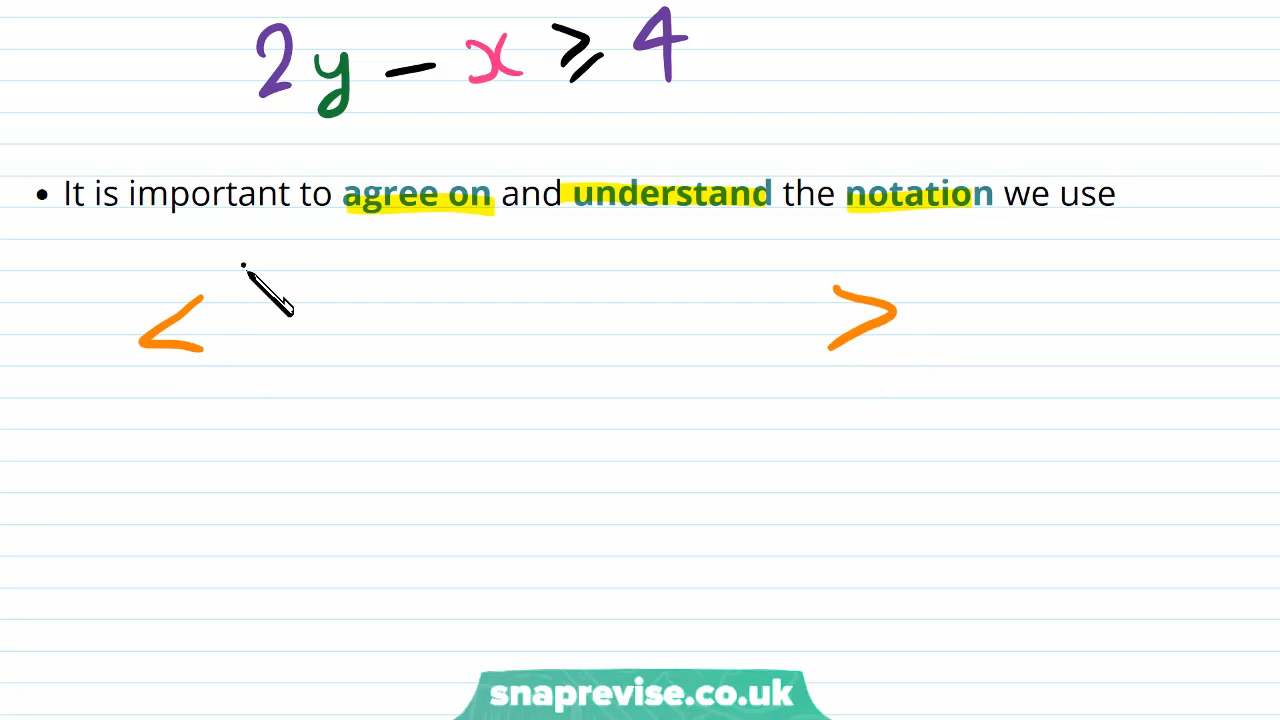 2y - x ⩾ 4
• It is important to agree on and understand the notation we use
< >
snaprevise.co.uk